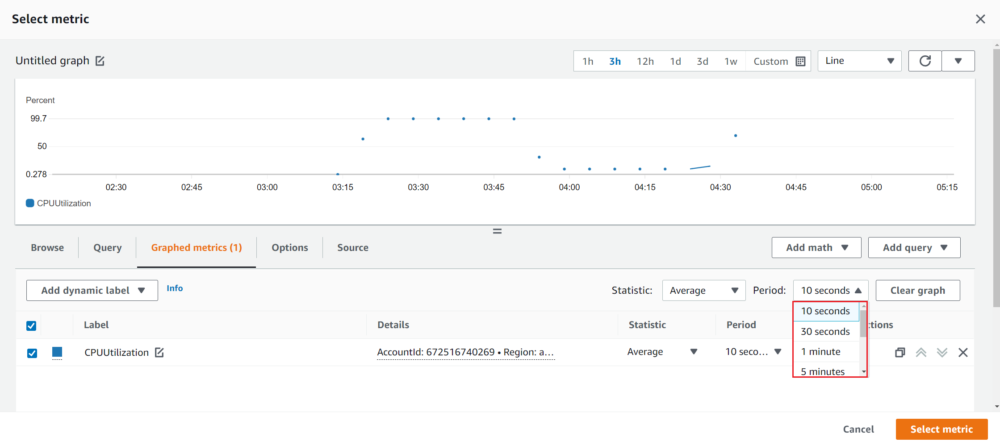 Select metric
Untitled graph
1h 3h 12h 1d 3d 1w Custom
Line
Percent
99.7
50
0.278
02:30 02:45 03:00 03:15 03:30 03:45 04:00 04:15 04:30 04:45 05:00 05:15
CPUUtilization
Browse Query Graphed metrics (1) Options Source
Add math Add query
Add dynamic label Info Statistic: Average Period: 10 seconds Clear graph
10 seconds
30 seconds
1 minute
5 minutes
Label Details Statistic Period ctions
CPUUtilization AccountId: 672516740269 • Region: a... Average 10 seco...
Cancel Select metric